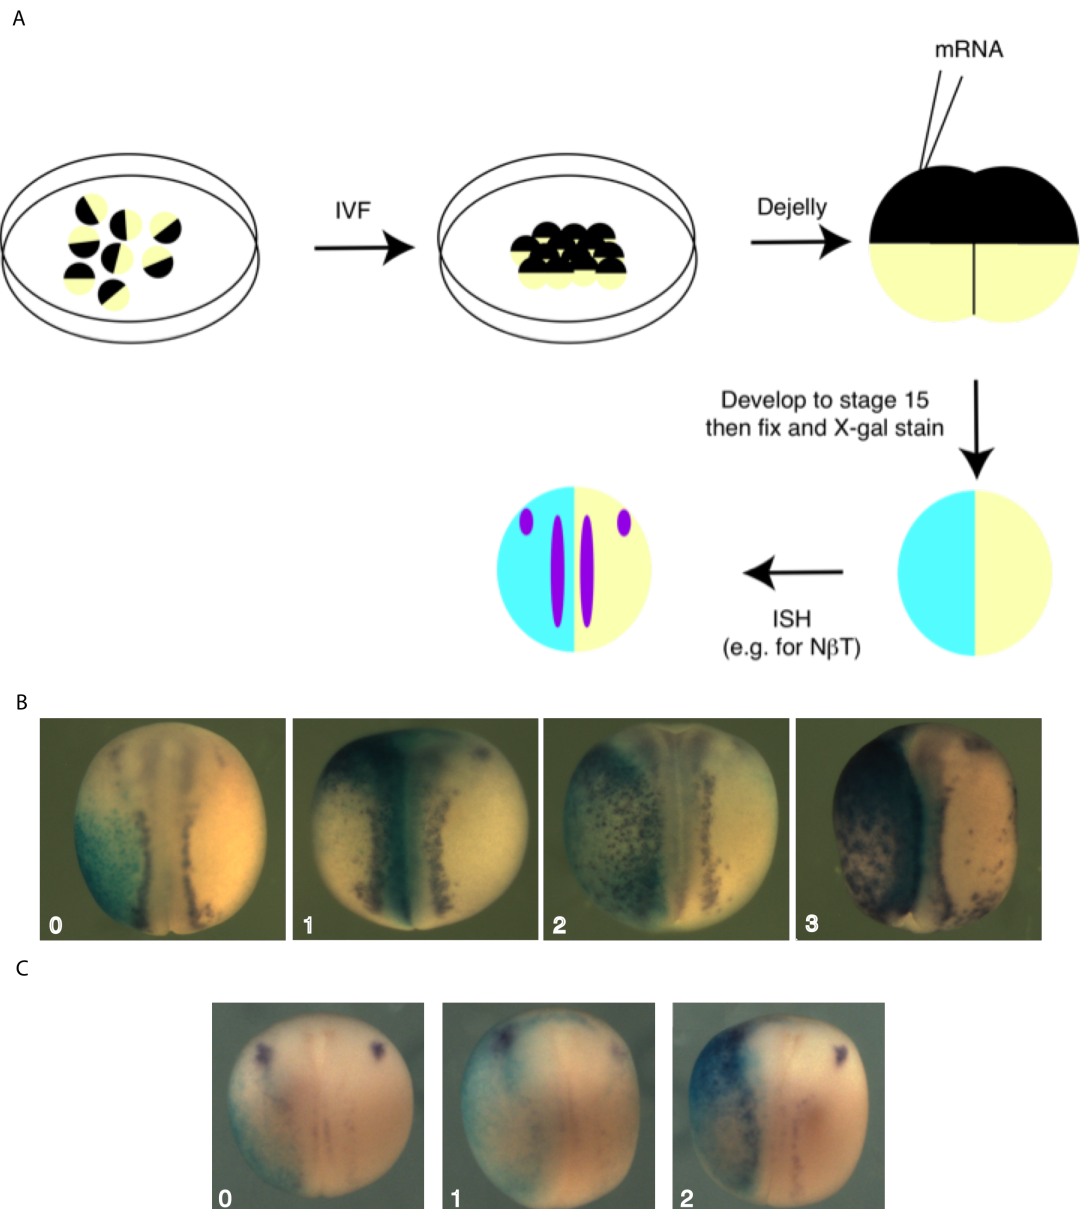 A
mRNA
IVF
Dejelly
Develop to stage 15
then fix and X-gal stain
ISH
(e.g. for NβT)
B
0
1
2
3
C
0
1
2